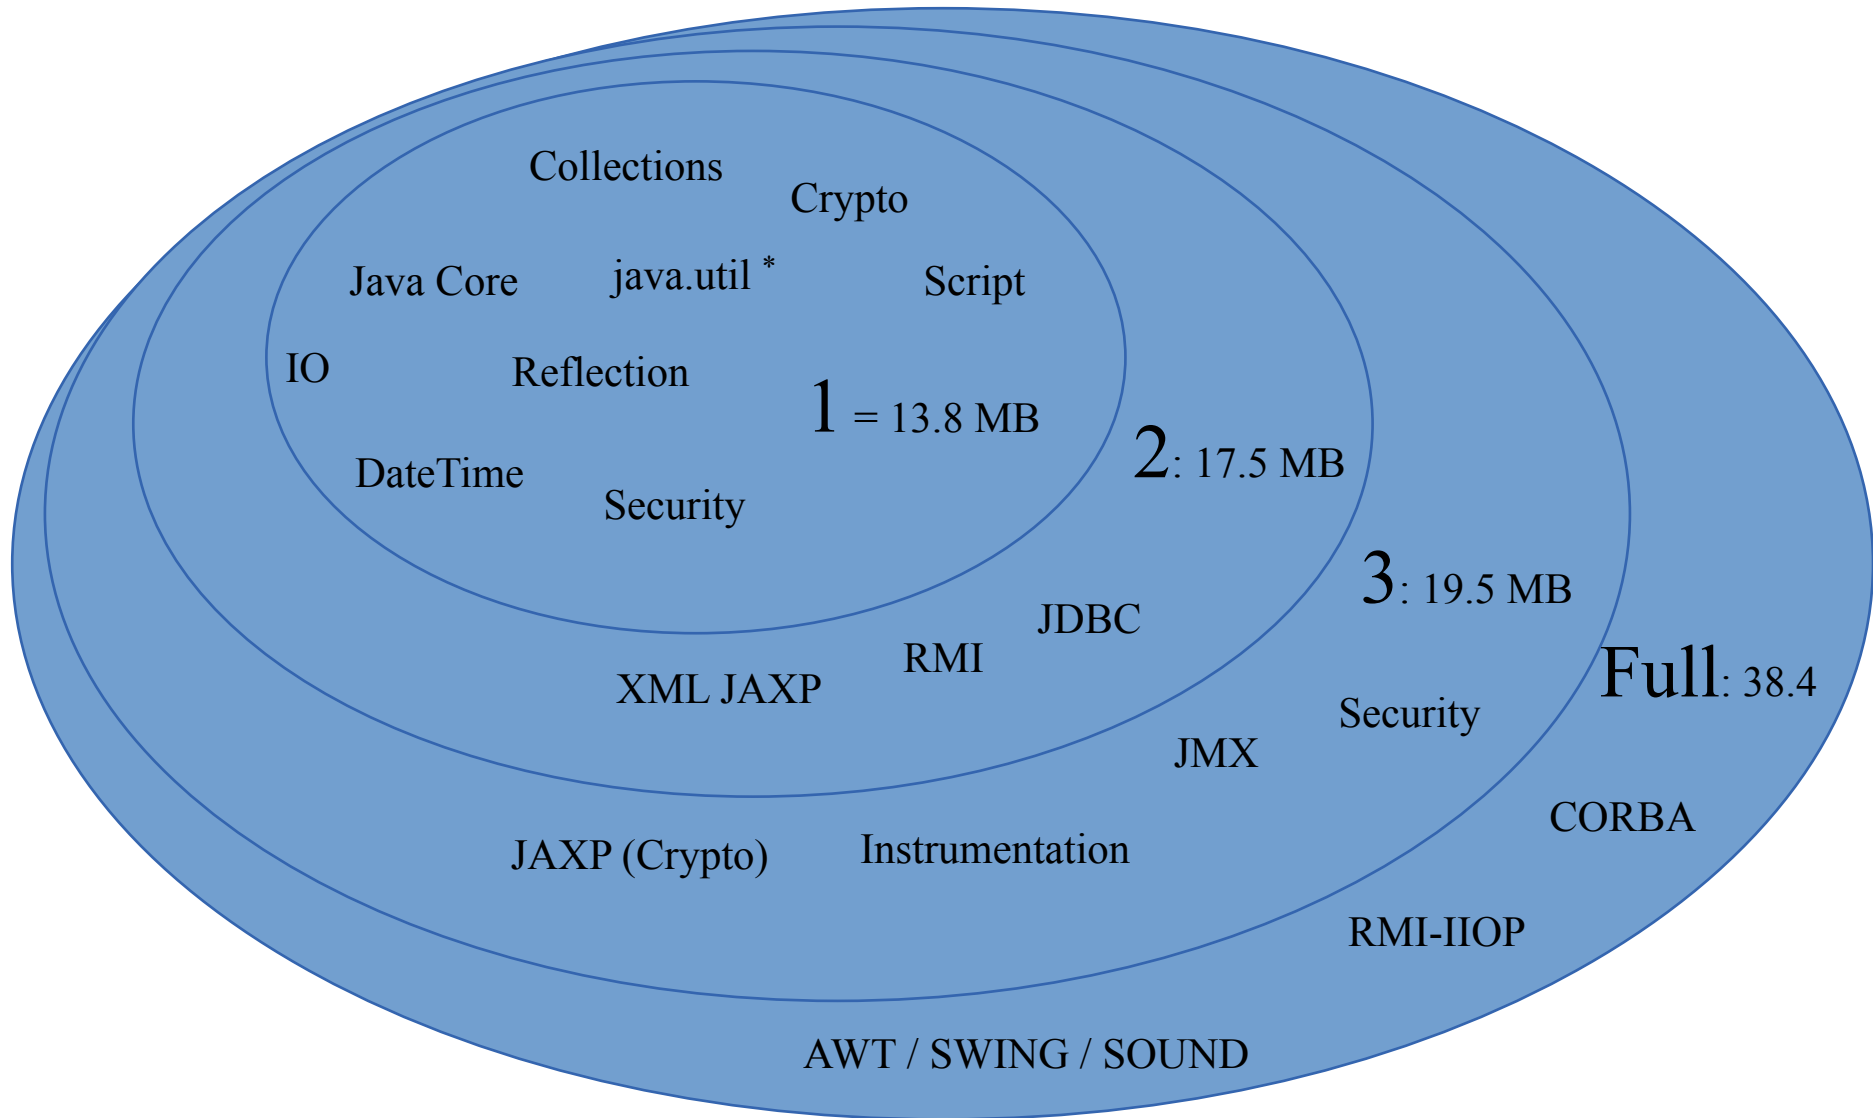 Collections
Crypto
Java Core
java.util *
Script
IO
Reflection
1 = 13.8 MB
DateTime
Security
2: 17.5 MB
3: 19.5 MB
JDBC
RMI
XML JAXP
Full: 38.4
Security
JMX
CORBA
JAXP (Crypto)
Instrumentation
RMI-IIOP
AWT / SWING / SOUND